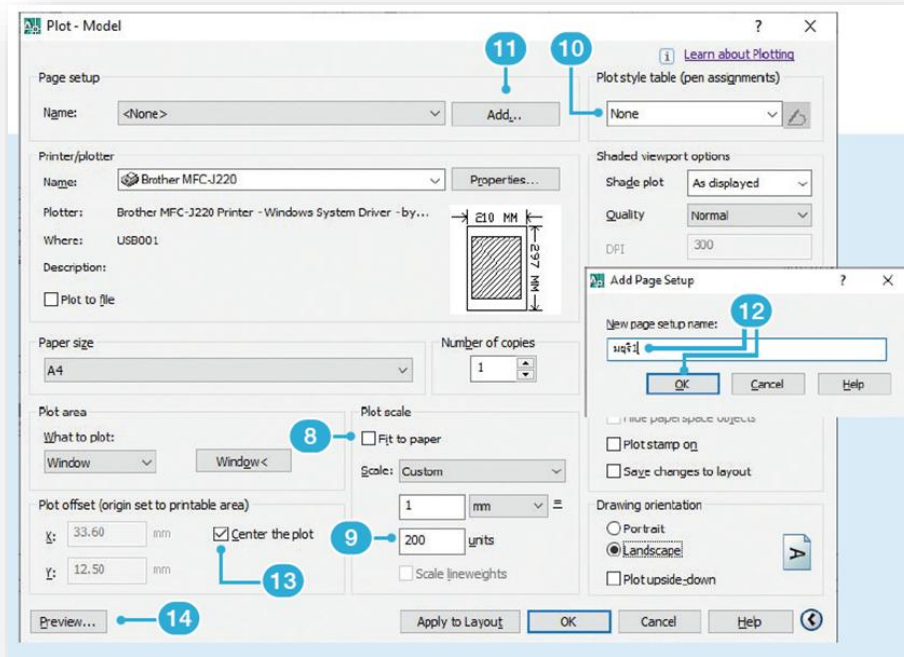 Plot - Model
? X
11
10
Learn about Plotting
Page setup
Name: <None> Add...
Plot style table (pen assignments)
None
Printer/plotter
Name: Brother MFC-J220 Properties...
Plotter: Brother MFC-J220 Printer - Windows System Driver - by...
Where: USB001
Description:
Plot to file
210 MM
297 MM
Shaded viewport options
Shade plot As displayed
Quality Normal
DPI 300
Add Page Setup
? X
12
New page setup name:
OK Cancel Help
Paper size
A4
Number of copies
1
Plot area
What to plot:
Window Window<
Plot scale
8
Fit to paper
Scale: Custom
1 mm =
9
200 units
Scale lineweights
Plot offset (origin set to printable area)
X: 33.60 mm Center the plot
Y: 12.50 mm
13
Hide paperspace objects
Plot stamp on
Save changes to layout
Drawing orientation
Portrait
Landscape
A
Plot upside-down
Preview...
14
Apply to Layout OK Cancel Help